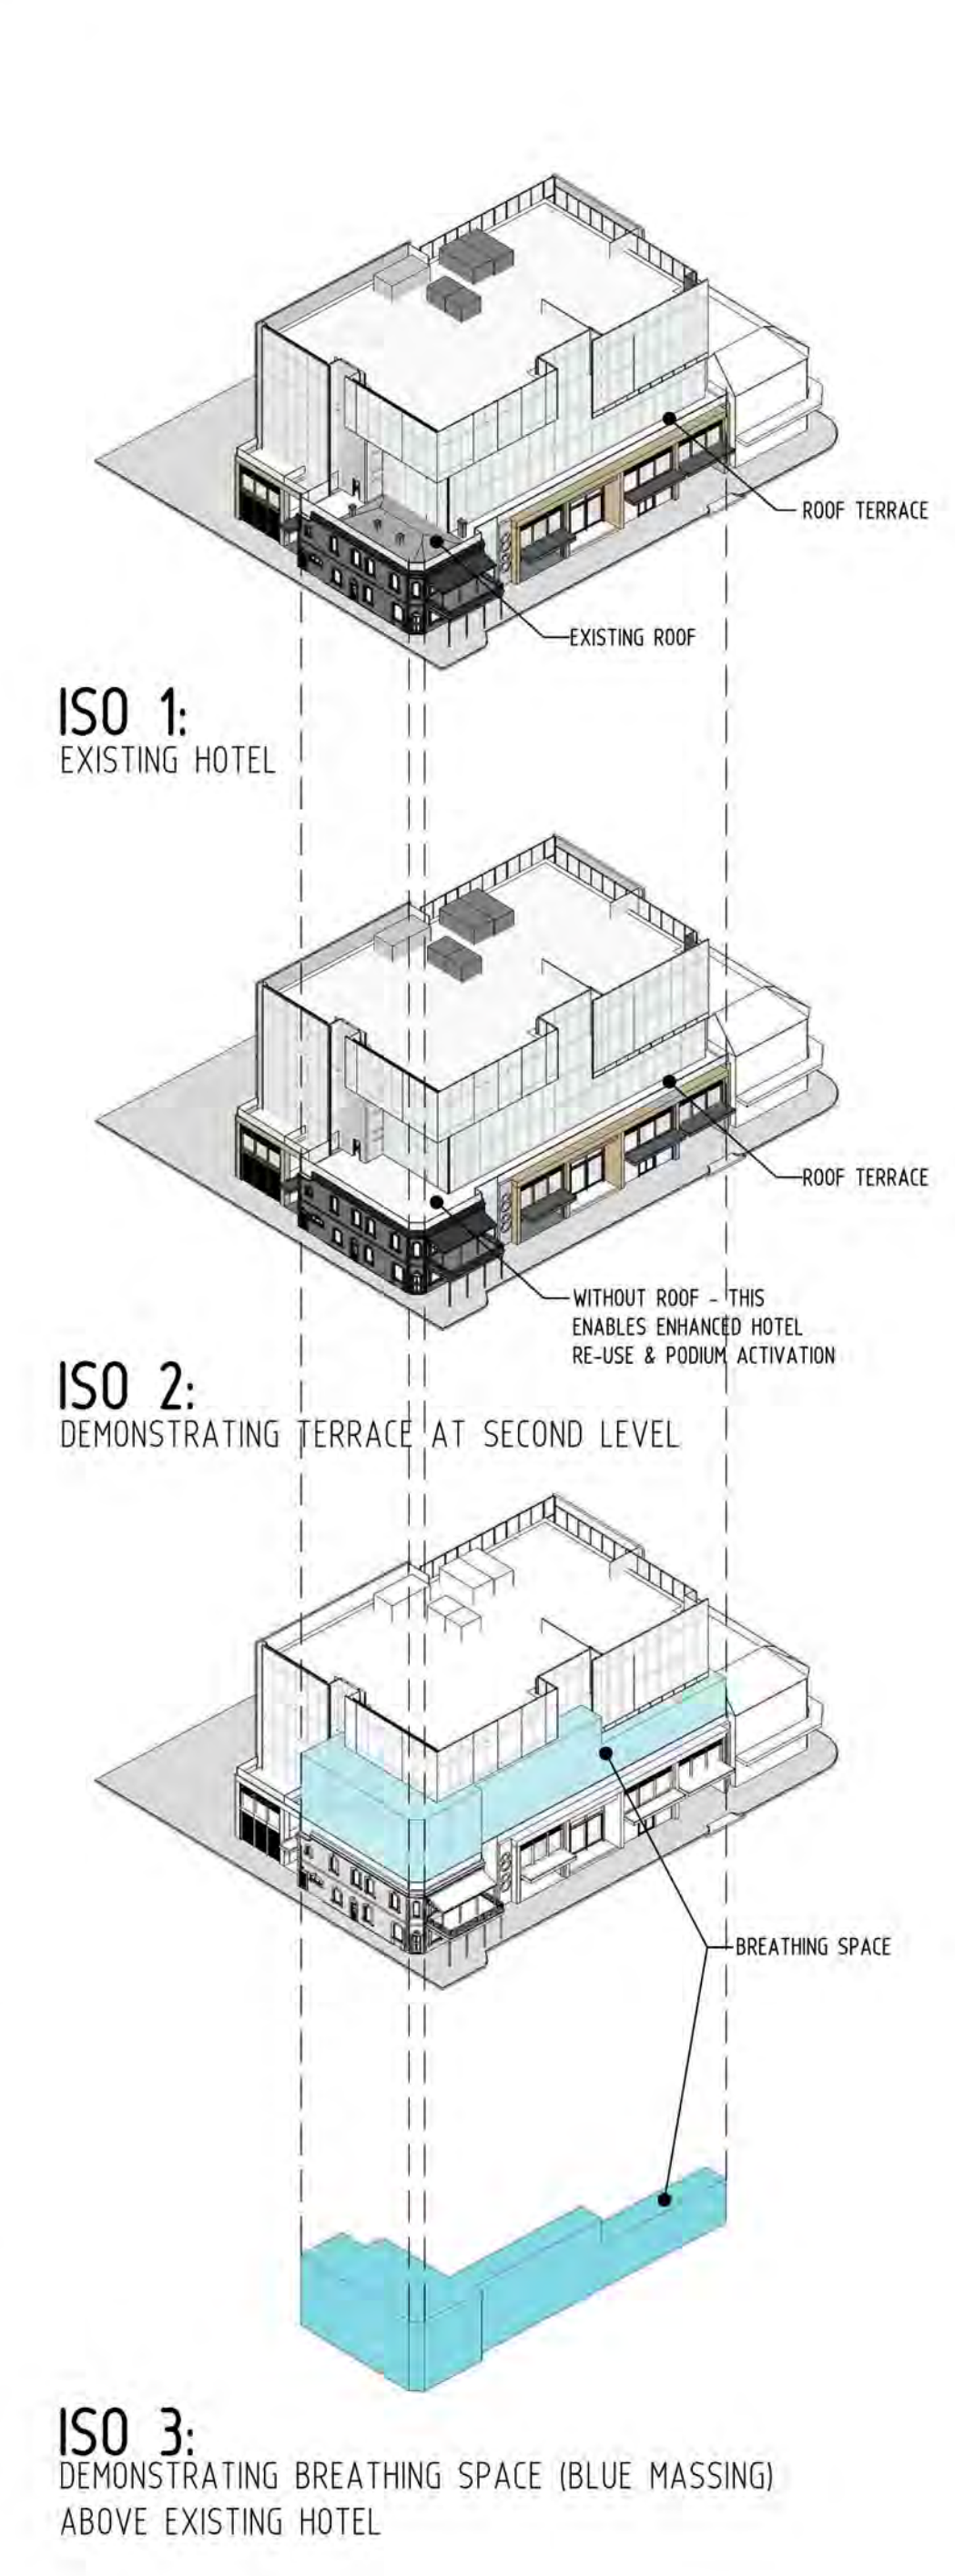 ROOF TERRACE
EXISTING ROOF
ISO 1:
EXISTING HOTEL
ROOF TERRACE
WITHOUT ROOF - THIS
ENABLES ENHANCED HOTEL
RE-USE & PODIUM ACTIVATION
ISO 2:
DEMONSTRATING TERRACE AT SECOND LEVEL
BREATHING SPACE
ISO 3:
DEMONSTRATING BREATHING SPACE (BLUE MASSING)
ABOVE EXISTING HOTEL